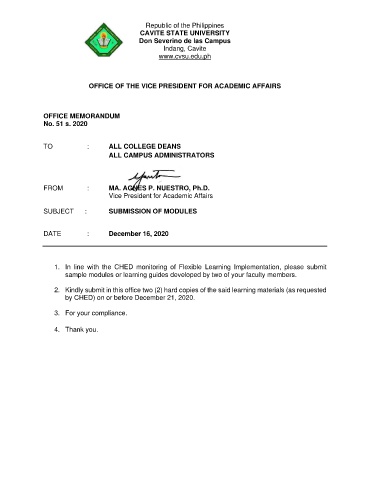 Republic of the Philippines
CAVITE STATE UNIVERSITY
Don Severino de las Campus
Indang, Cavite
www.cvsu.edu.ph
OFFICE OF THE VICE PRESIDENT FOR ACADEMIC AFFAIRS
OFFICE MEMORANDUM
No. 51 s. 2020
TO : ALL COLLEGE DEANS
ALL CAMPUS ADMINISTRATORS
FROM : MA. AGNES P. NUESTRO, Ph.D.
Vice President for Academic Affairs
SUBJECT : SUBMISSION OF MODULES
DATE : December 16, 2020
1. In line with the CHED monitoring of Flexible Learning Implementation, please submit
sample modules or learning guides developed by two of your faculty members.
2. Kindly submit in this office two (2) hard copies of the said learning materials (as requested
by CHED) on or before December 21, 2020.
3. For your compliance.
4. Thank you.